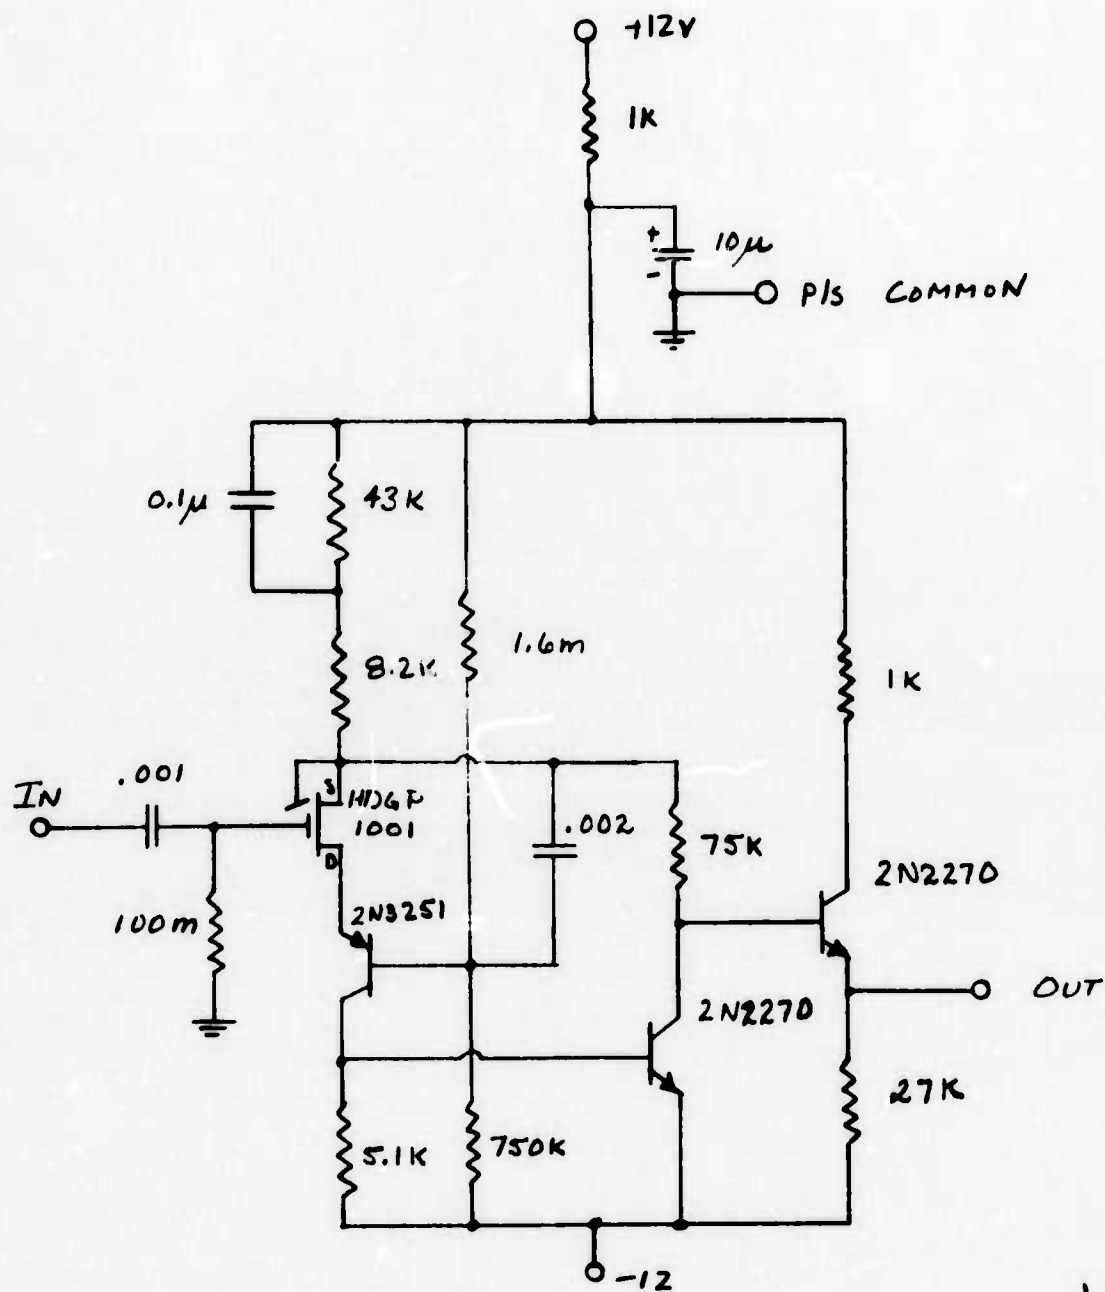 +12V
1K
+
10μ
-
P/S COMMON
0.1μ
43K
8.2K
1.6m
1K
IN
.001
S
HDGP
1001
D
.002
75K
2N2270
100m
2N3251
OUT
2N2270
27K
5.1K
750K
-12